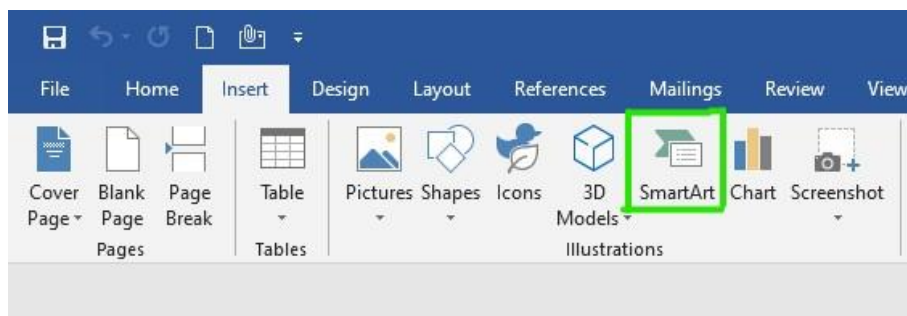 File Home Insert Design Layout References Mailings Review View
Cover Page
Blank Page
Page Break
Table
Pictures
Shapes
Icons
3D Models
SmartArt
Chart
Screenshot
Pages
Tables
Illustrations